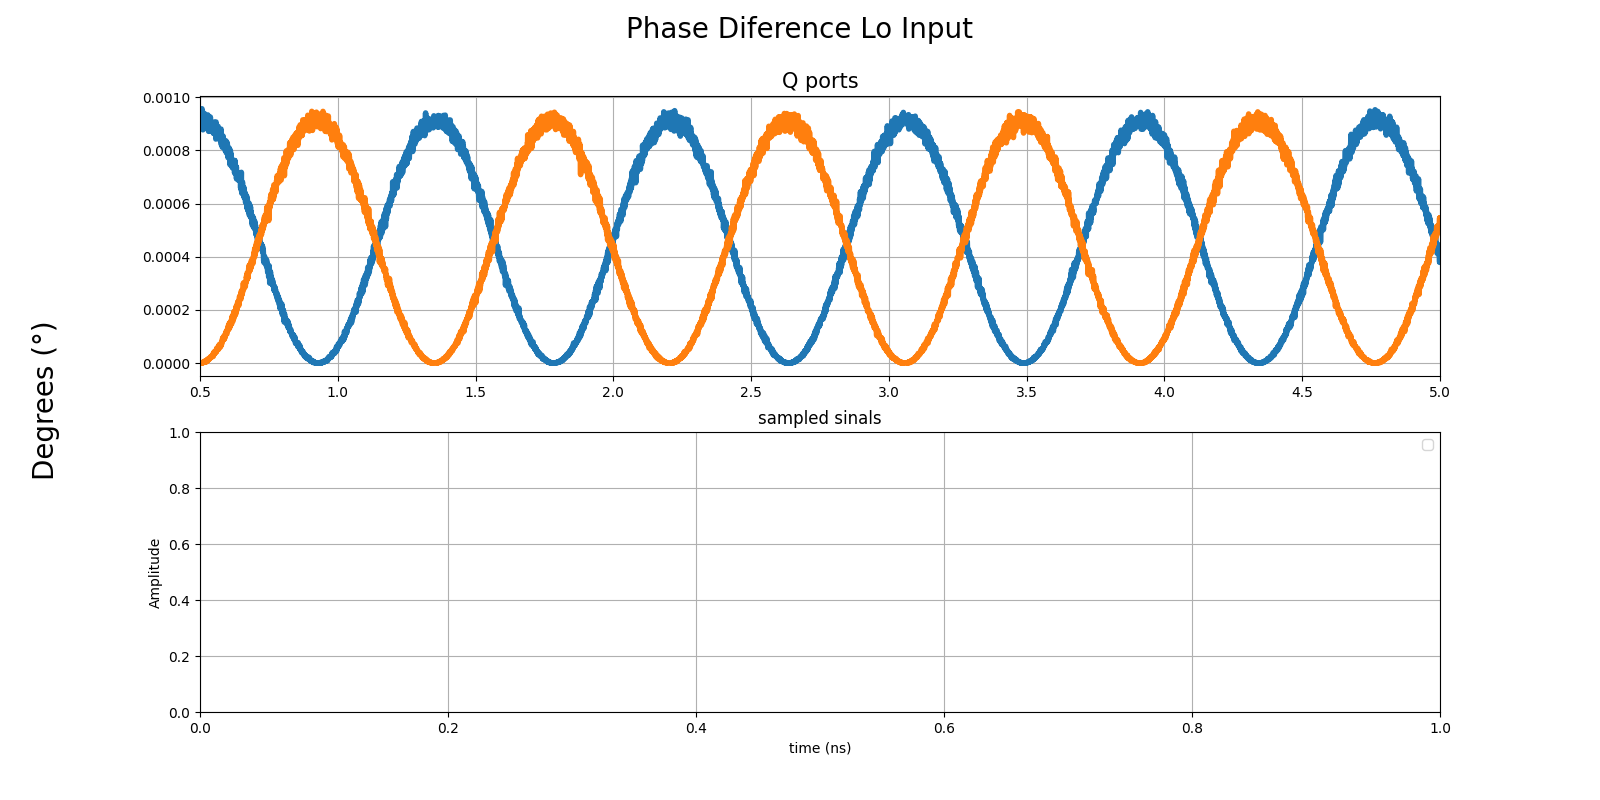 Phase Diference Lo Input
Q ports
0.0010
0.0008
0.0006
0.0004
0.0002
0.0000
0.5 1.0 1.5 2.0 2.5 3.0 3.5 4.0 4.5 5.0
Degrees (°)
sampled sinals
1.0
0.8
0.6
0.4
0.2
0.0
Amplitude
0.0 0.2 0.4 0.6 0.8 1.0
time (ns)